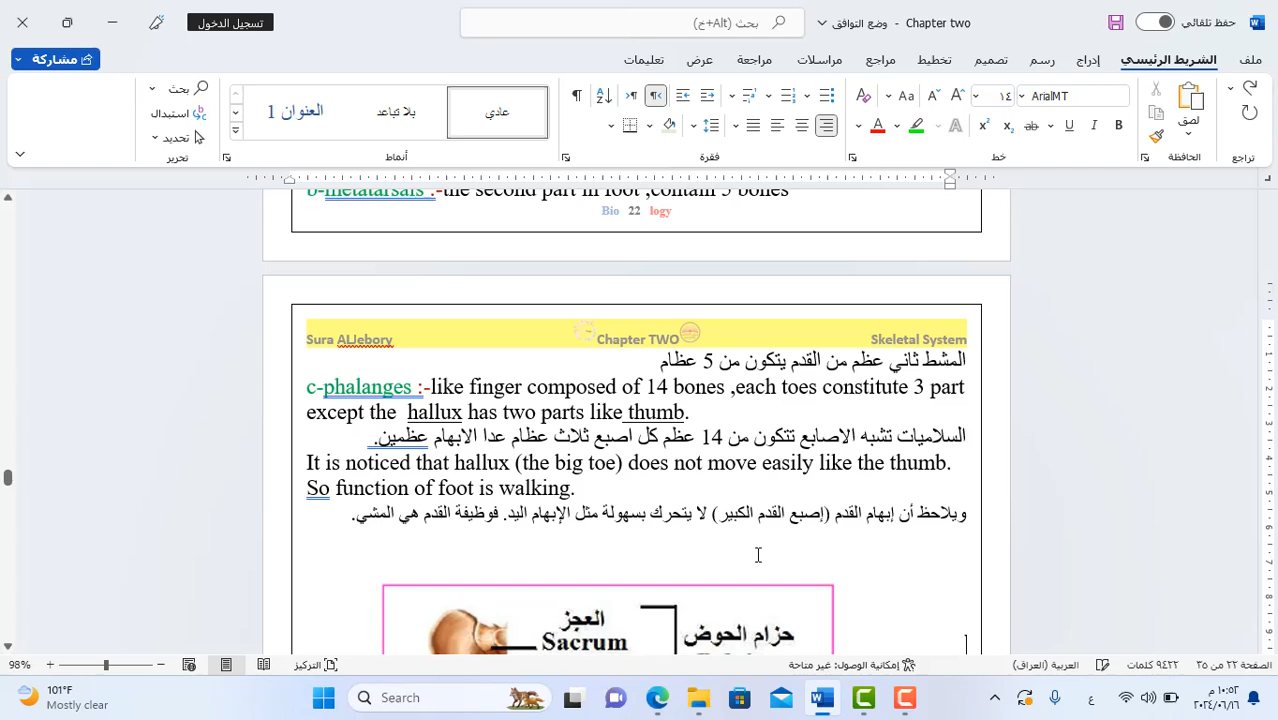 تسجيل الدخول
بحث (Alt+خ)
Chapter two - وضع التوافق
حفظ تلقائي
ملف
الشريط الرئيسي
إدراج
رسم
تصميم
تخطيط
مراجع
مراسلات
مراجعة
عرض
تعليمات
مشاركة
بحث
استبدال
تحديد
تحرير
العنوان 1
بلا تباعد
عادي
أنماط
فقرة
ArialMT
١٤
خط
لصق
الحافظة
تراجع
b-metatarsals :-the second part in foot ,contain 5 bones
Bio 22 logy
Sura ALJebory Chapter TWO Skeletal System
المشط ثاني عظم من القدم يتكون من 5 عظام
c-phalanges :-like finger composed of 14 bones ,each toes constitute 3 part
except the hallux has two parts like thumb.
السلاميات تشبه الاصابع تتكون من 14 عظم كل اصبع ثلاث عظام عدا الابهام عظمين.
It is noticed that hallux (the big toe) does not move easily like the thumb.
So function of foot is walking.
ويلاحظ أن إبهام القدم (إصبع القدم الكبير) لا يتحرك بسهولة مثل الإبهام اليد. فوظيفة القدم هي المشي.
العجز
Sacrum
حزام الحوض
98%
التركيز
إمكانية الوصول: غير متاحة
العربية (العراق)
٩٤٢٢ كلمات
الصفحة ٢٢ من ٢٥
101°F
Mostly clear
Search
ع
١٠:٥٢ م
٢٠٢٤/٠٦/١٦